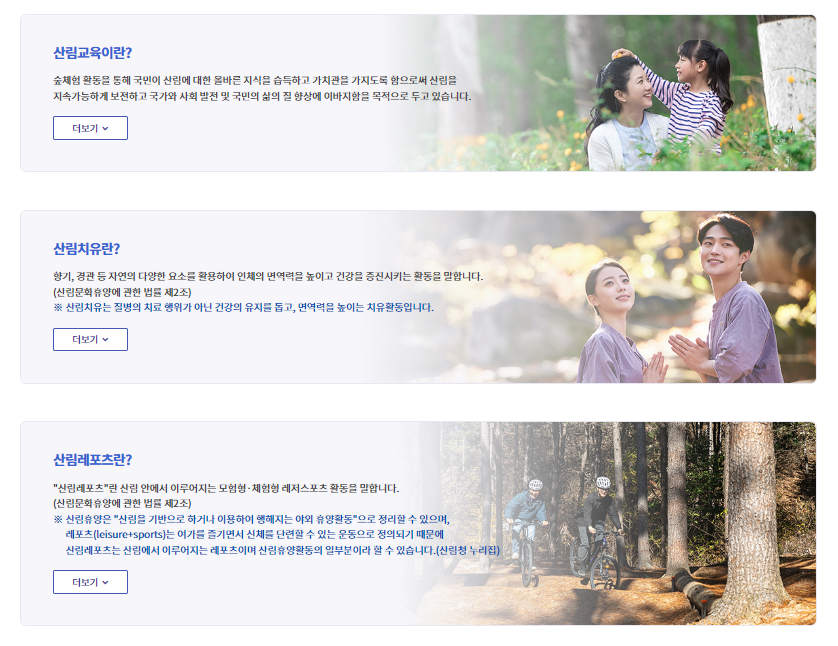 산림교육이란?
숲체험 활동을 통해 국민이 산림에 대한 올바른 지식을 습득하고 가치관을 가지도록 함으로써 산림을
지속가능하게 보전하고 국가와 사회 발전 및 국민의 삶의 질 향상에 이바지함을 목적으로 두고 있습니다.
더보기
산림치유란?
향기, 경관 등 자연의 다양한 요소를 활용하여 인체의 면역력을 높이고 건강을 증진시키는 활동을 말합니다.
(산림문화휴양에 관한 법률 제2조)
※ 산림치유는 질병의 치료 행위가 아닌 건강의 유지를 돕고, 면역력을 높이는 치유활동입니다.
더보기
산림레포츠란?
"산림레포츠"란 산림 안에서 이루어지는 모험형·체험형 레저스포츠 활동을 말합니다.
(산림문화휴양에 관한 법률 제2조)
※ 산림휴양은 "산림을 기반으로 하거나 이용하여 행해지는 야외 휴양활동"으로 정리할 수 있으며,
레포츠(leisure+sports)는 여가를 즐기면서 신체를 단련할 수 있는 운동으로 정의되기 때문에
산림레포츠는 산림에서 이루어지는 레포츠이며 산림휴양활동의 일부분이라 할 수 있습니다.(산림청 누리집)
더보기